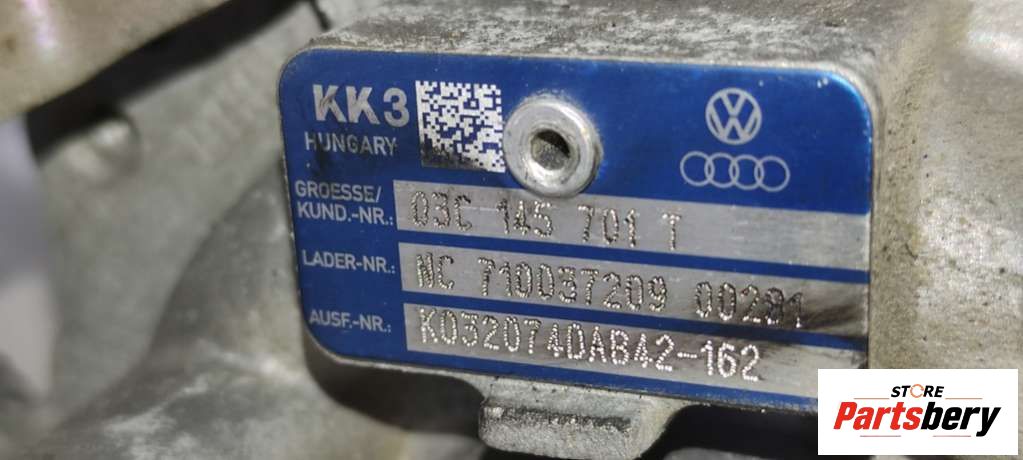 KK3
HUNGARY
GROESSE/
KUND.-NR.: 03C 145 701 T
LADER-NR.: NC 710037209 00281
AUSF.-NR.: K0320740AB42-162
STORE
Partsbery